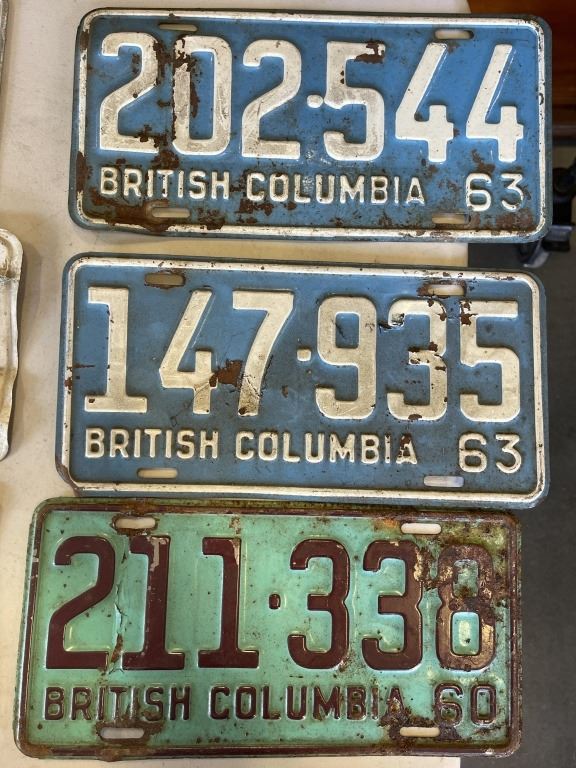 202·544
BRITISH COLUMBIA 63
147·935
BRITISH COLUMBIA 63
211·338
BRITISH COLUMBIA 60